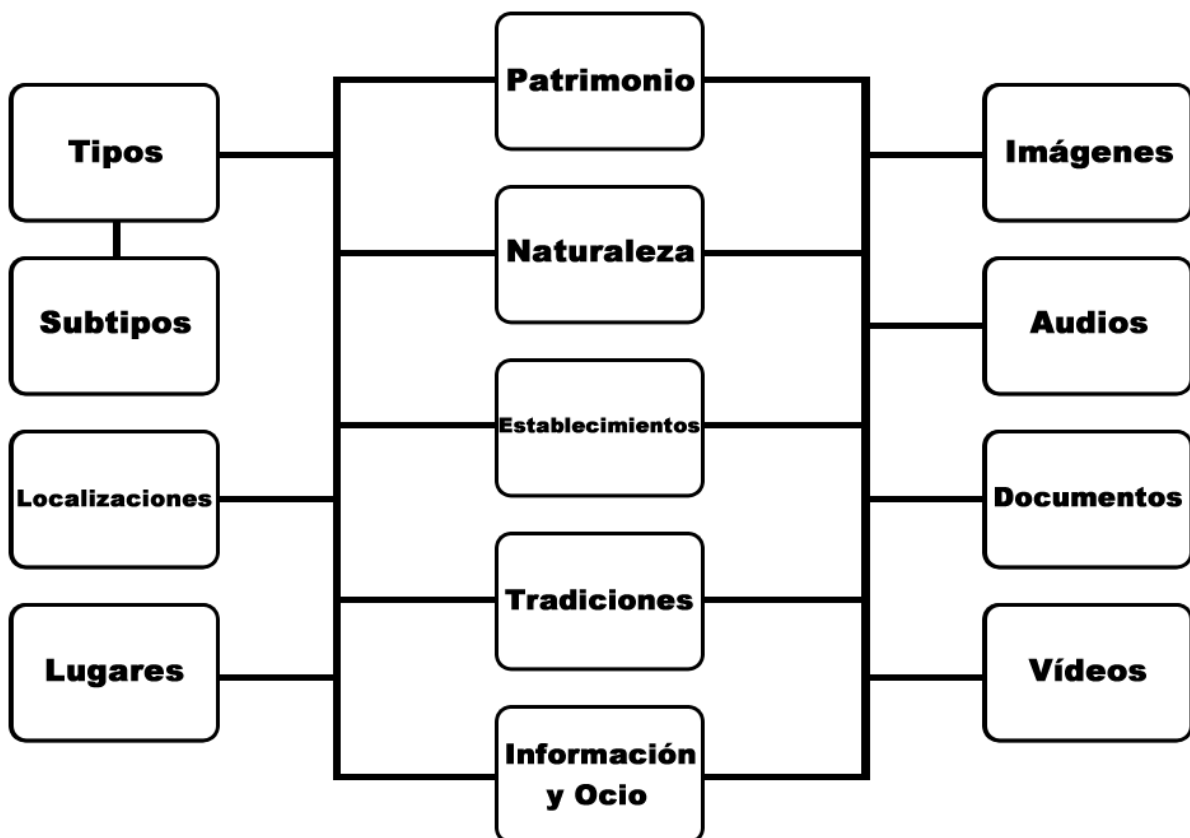 Patrimonio
Tipos
Imágenes
Naturaleza
Subtipos
Audios
Establecimientos
Localizaciones
Documentos
Tradiciones
Lugares
Vídeos
Información
y Ocio